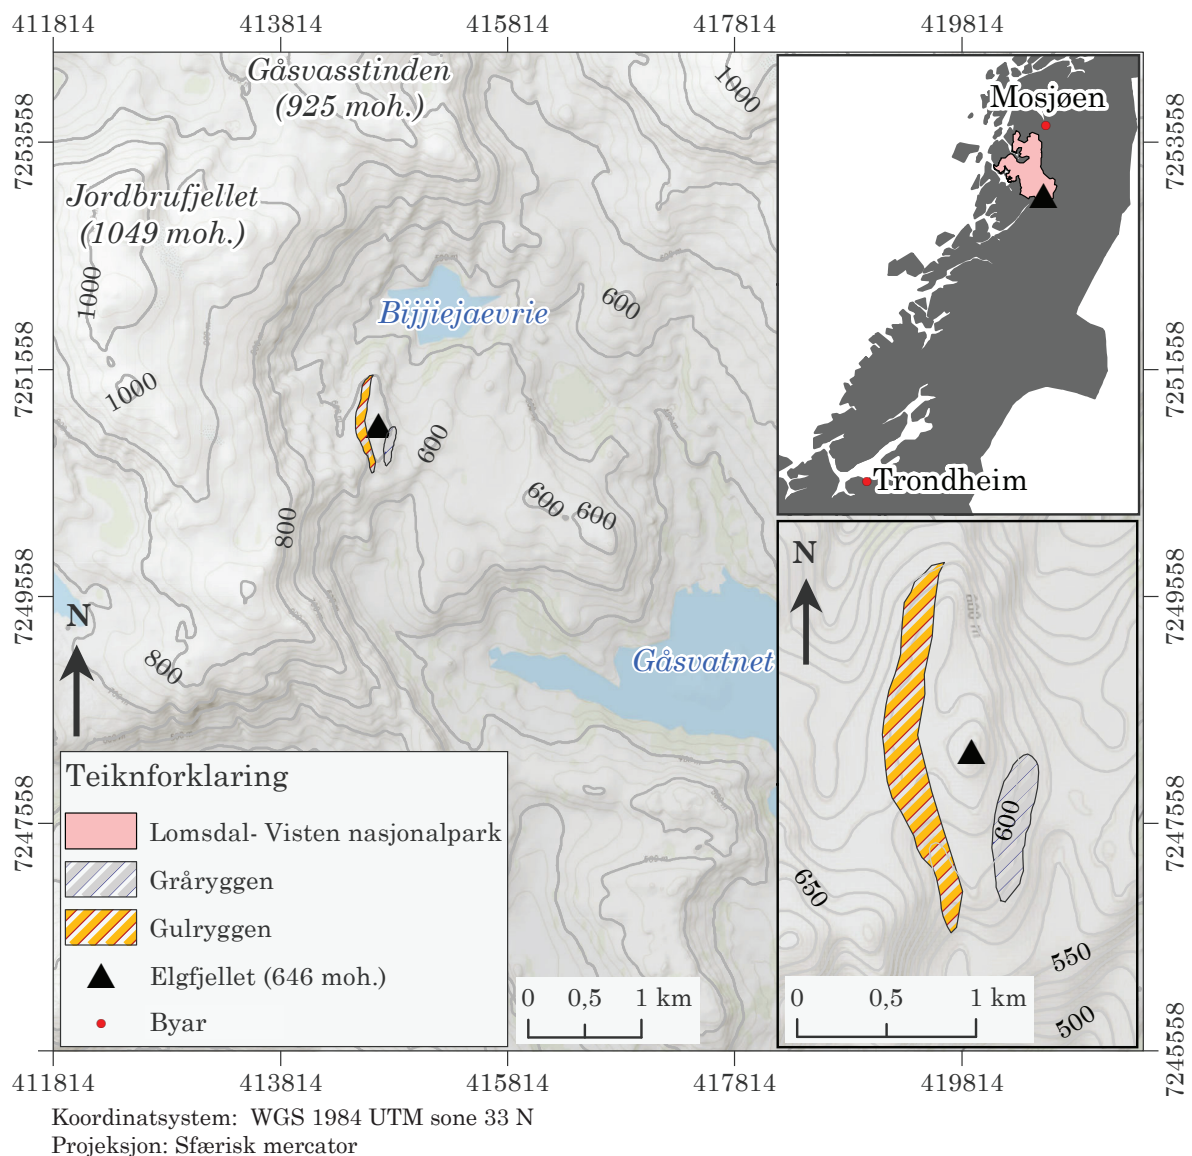 411814
413814
415814
417814
419814
Gåsvasstinden
(925 moh.)
1000
Mosjøen
7253558
7253558
Jordbrufjellet
(1049 moh.)
1000
600
Bijjiejaevrie
7251558
7251558
1000
600
600
600
800
Trondheim
N
600 m
7249558
7249558
N
800
Gåsvatnet
Teiknforklaring
Lomsdal- Visten nasjonalpark
Gråryggen
Gulryggen
Elgfjellet (646 moh.)
Byar
7247558
7247558
600
650
550
500
0 0,5 1 km
0 0,5 1 km
7245558
411814
413814
415814
417814
419814
Koordinatsystem: WGS 1984 UTM sone 33 N
Projeksjon: Sfærisk mercator